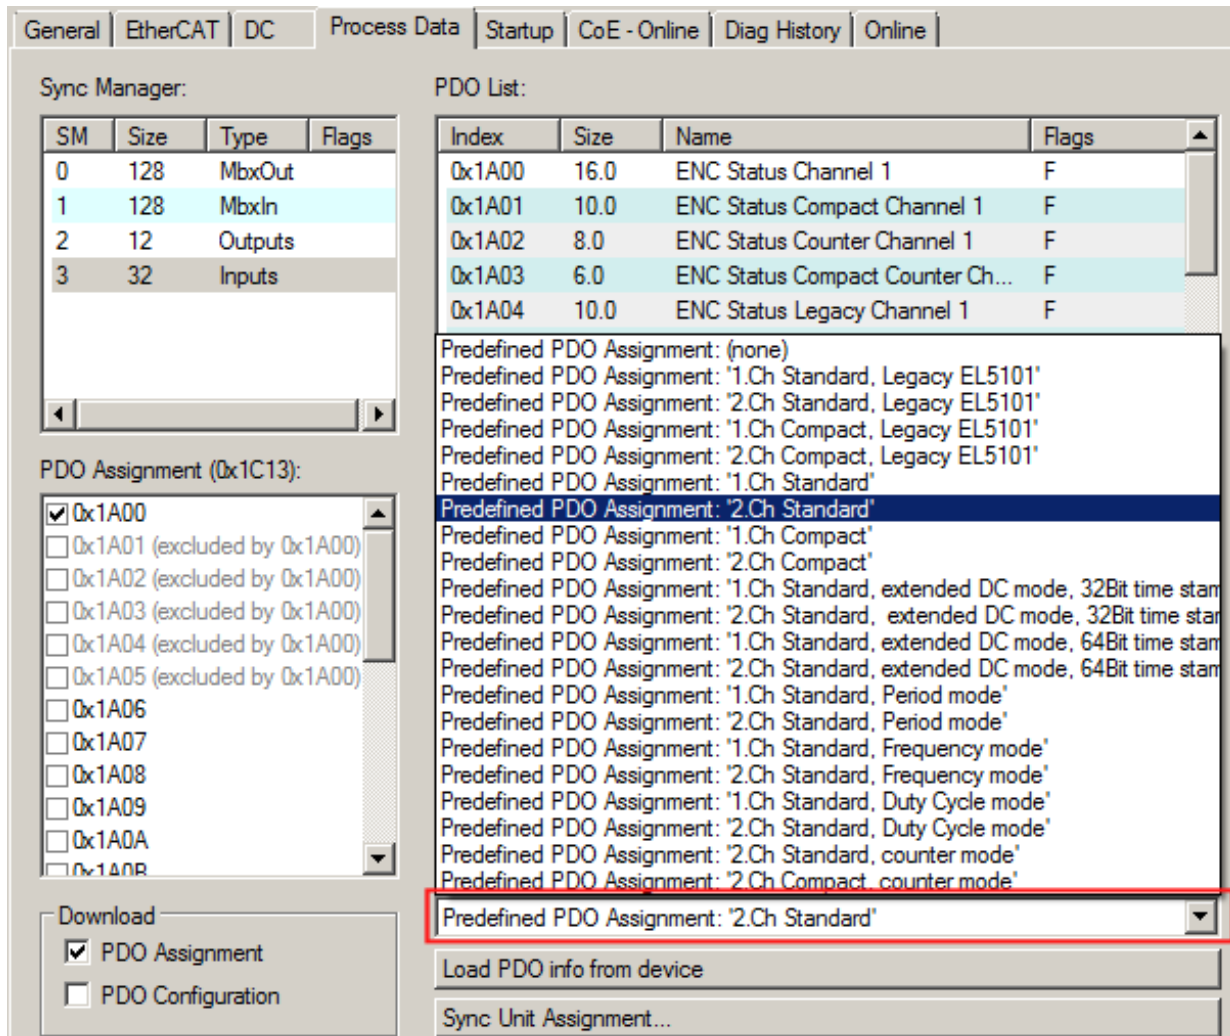 General EtherCAT DC Process Data Startup CoE - Online Diag History Online
Sync Manager:
SM Size Type Flags
0 128 MbxOut
1 128 MbxIn
2 12 Outputs
3 32 Inputs
PDO List:
Index Size Name Flags
0x1A00 16.0 ENC Status Channel 1 F
0x1A01 10.0 ENC Status Compact Channel 1 F
0x1A02 8.0 ENC Status Counter Channel 1 F
0x1A03 6.0 ENC Status Compact Counter Ch... F
0x1A04 10.0 ENC Status Legacy Channel 1 F
Predefined PDO Assignment: (none)
Predefined PDO Assignment: '1.Ch Standard, Legacy EL5101'
Predefined PDO Assignment: '2.Ch Standard, Legacy EL5101'
Predefined PDO Assignment: '1.Ch Compact, Legacy EL5101'
Predefined PDO Assignment: '2.Ch Compact, Legacy EL5101'
Predefined PDO Assignment: '1.Ch Standard'
Predefined PDO Assignment: '2.Ch Standard'
Predefined PDO Assignment: '1.Ch Compact'
Predefined PDO Assignment: '2.Ch Compact'
Predefined PDO Assignment: '1.Ch Standard, extended DC mode, 32Bit time stam
Predefined PDO Assignment: '2.Ch Standard, extended DC mode, 32Bit time star
Predefined PDO Assignment: '1.Ch Standard, extended DC mode, 64Bit time stam
Predefined PDO Assignment: '2.Ch Standard, extended DC mode, 64Bit time stam
Predefined PDO Assignment: '1.Ch Standard, Period mode'
Predefined PDO Assignment: '2.Ch Standard, Period mode'
Predefined PDO Assignment: '1.Ch Standard, Frequency mode'
Predefined PDO Assignment: '2.Ch Standard, Frequency mode'
Predefined PDO Assignment: '1.Ch Standard, Duty Cycle mode'
Predefined PDO Assignment: '2.Ch Standard, Duty Cycle mode'
Predefined PDO Assignment: '2.Ch Standard, counter mode'
Predefined PDO Assignment: '2.Ch Compact, counter mode'
Predefined PDO Assignment: '2.Ch Standard'
Load PDO info from device
Sync Unit Assignment...
PDO Assignment (0x1C13):
0x1A00
0x1A01 (excluded by 0x1A00)
0x1A02 (excluded by 0x1A00)
0x1A03 (excluded by 0x1A00)
0x1A04 (excluded by 0x1A00)
0x1A05 (excluded by 0x1A00)
0x1A06
0x1A07
0x1A08
0x1A09
0x1A0A
0x1A0B
Download
PDO Assignment
PDO Configuration